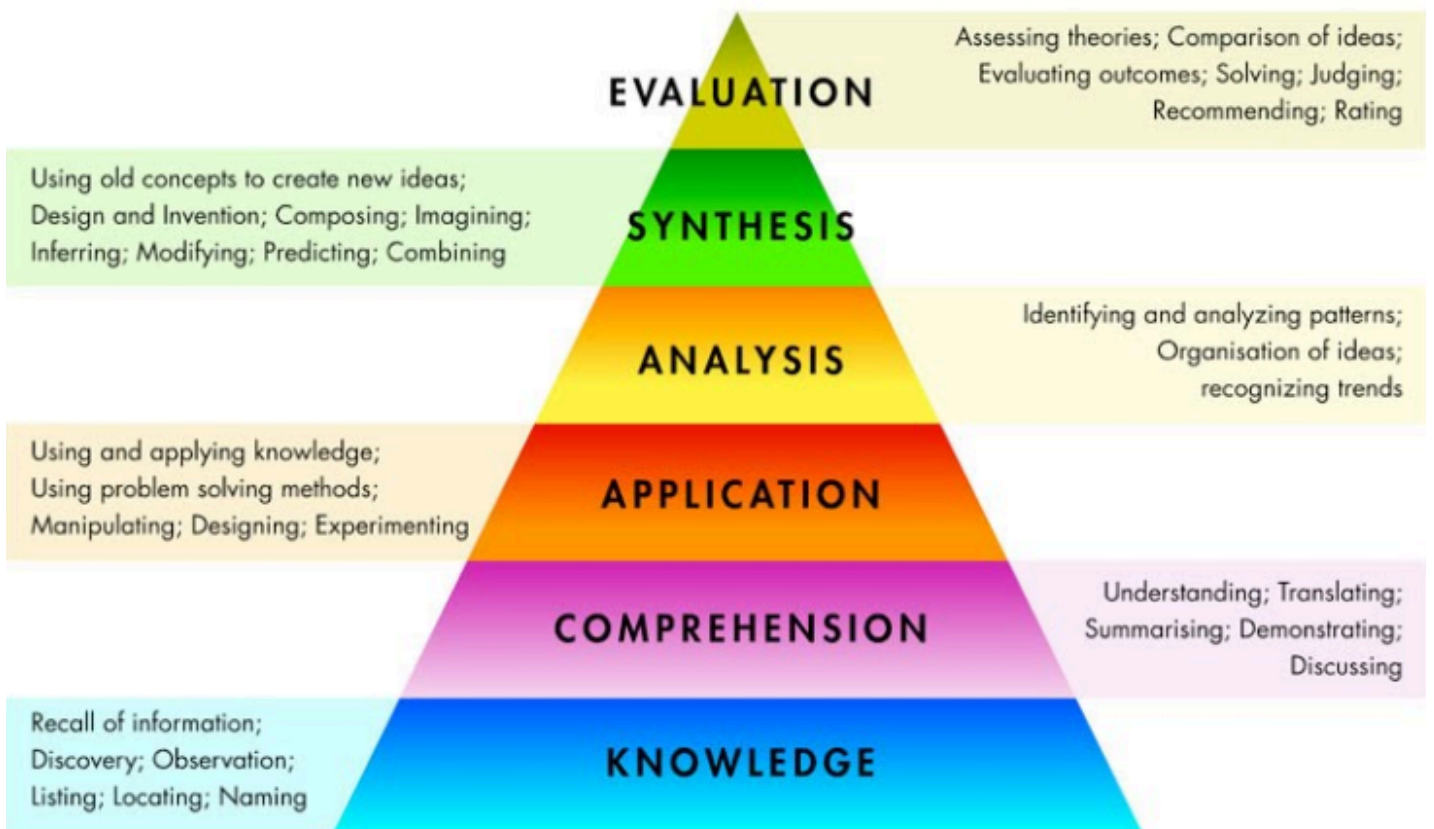 EVALUATION
Assessing theories; Comparison of ideas;
Evaluating outcomes; Solving; Judging;
Recommending; Rating
Using old concepts to create new ideas;
Design and Invention; Composing; Imagining;
Inferring; Modifying; Predicting; Combining
SYNTHESIS
ANALYSIS
Identifying and analyzing patterns;
Organisation of ideas;
recognizing trends
Using and applying knowledge;
Using problem solving methods;
Manipulating; Designing; Experimenting
APPLICATION
COMPREHENSION
Understanding; Translating;
Summarising; Demonstrating;
Discussing
Recall of information;
Discovery; Observation;
Listing; Locating; Naming
KNOWLEDGE